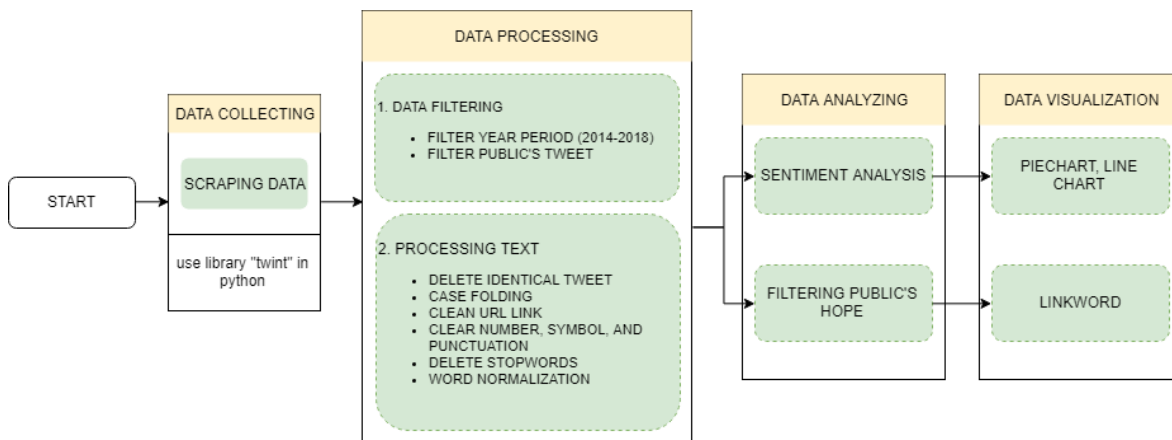 START
DATA COLLECTING
SCRAPING DATA
use library "twint" in
python
DATA PROCESSING
1. DATA FILTERING
• FILTER YEAR PERIOD (2014-2018)
• FILTER PUBLIC'S TWEET
2. PROCESSING TEXT
• DELETE IDENTICAL TWEET
• CASE FOLDING
• CLEAN URL LINK
• CLEAR NUMBER, SYMBOL, AND
PUNCTUATION
• DELETE STOPWORDS
• WORD NORMALIZATION
DATA ANALYZING
SENTIMENT ANALYSIS
FILTERING PUBLIC'S
HOPE
DATA VISUALIZATION
PIECHART, LINE
CHART
LINKWORD